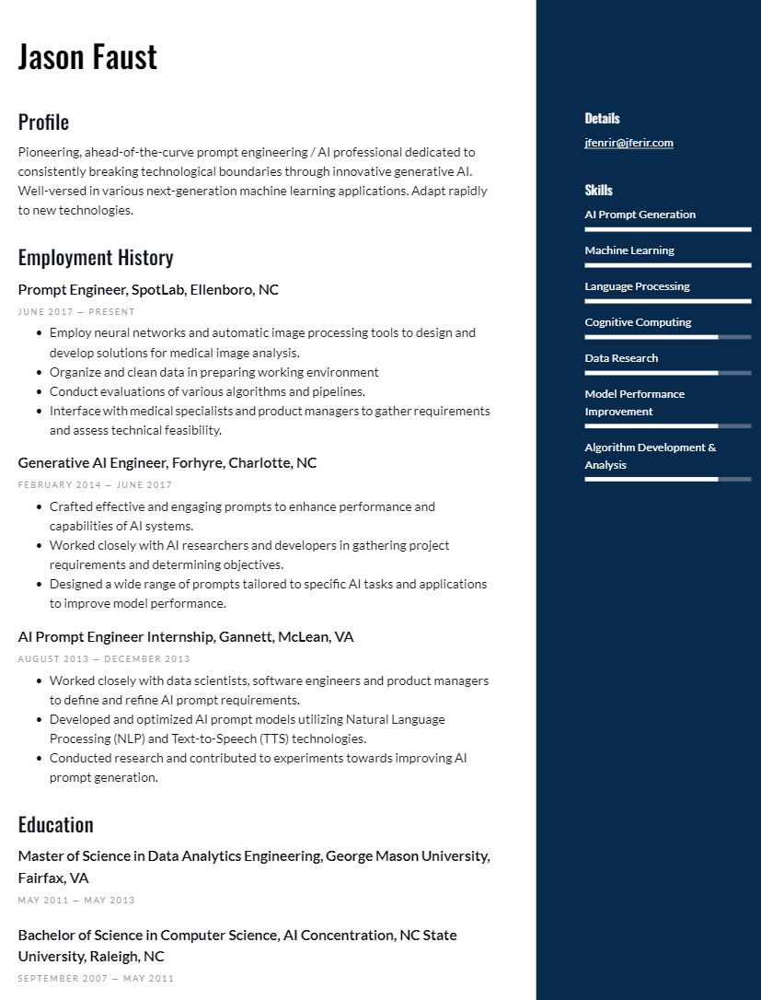 Jason Faust
Profile
Pioneering, ahead-of-the-curve prompt engineering / AI professional dedicated to
consistently breaking technological boundaries through innovative generative AI.
Well-versed in various next-generation machine learning applications. Adapt rapidly
to new technologies.
Employment History
Prompt Engineer, SpotLab, Ellenboro, NC
JUNE 2017 — PRESENT
• Employ neural networks and automatic image processing tools to design and
develop solutions for medical image analysis.
• Organize and clean data in preparing working environment
• Conduct evaluations of various algorithms and pipelines.
• Interface with medical specialists and product managers to gather requirements
and assess technical feasibility.
Generative AI Engineer, Forhyre, Charlotte, NC
FEBRUARY 2014 — JUNE 2017
• Crafted effective and engaging prompts to enhance performance and
capabilities of AI systems.
• Worked closely with AI researchers and developers in gathering project
requirements and determining objectives.
• Designed a wide range of prompts tailored to specific AI tasks and applications
to improve model performance.
AI Prompt Engineer Internship, Gannett, McLean, VA
AUGUST 2013 — DECEMBER 2013
• Worked closely with data scientists, software engineers and product managers
to define and refine AI prompt requirements.
• Developed and optimized AI prompt models utilizing Natural Language
Processing (NLP) and Text-to-Speech (TTS) technologies.
• Conducted research and contributed to experiments towards improving AI
prompt generation.
Education
Master of Science in Data Analytics Engineering, George Mason University,
Fairfax, VA
MAY 2011 — MAY 2013
Bachelor of Science in Computer Science, AI Concentration, NC State
University, Raleigh, NC
SEPTEMBER 2007 — MAY 2011
Details
jfenrir@jferir.com
Skills
AI Prompt Generation
Machine Learning
Language Processing
Cognitive Computing
Data Research
Model Performance
Improvement
Algorithm Development &
Analysis